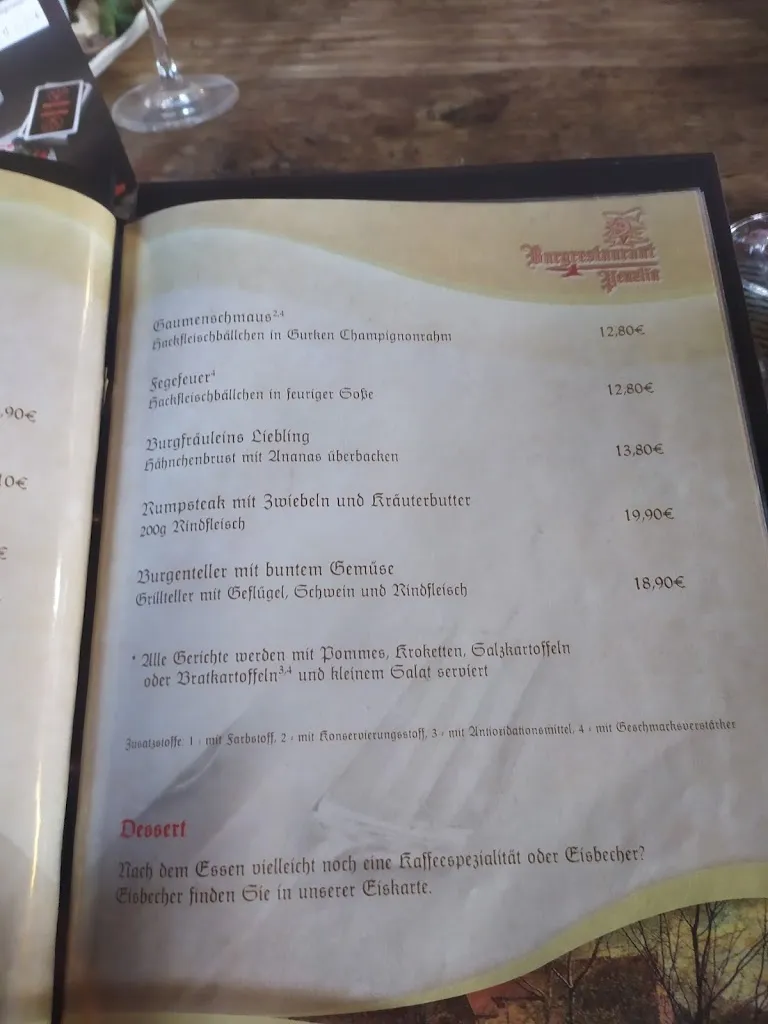 ,90€
10€
€
Burgrestaurant
Penzlin
Gaumenschmaus2,4
Hackfleischbällchen in Gurken Champignonrahm 12,80€
Fegefeuer4
Hackfleischbällchen in feuriger Soße 12,80€
Burgfräuleins Liebling
Hähnchenbrust mit Ananas überbacken 13,80€
Rumpsteak mit Zwiebeln und Kräuterbutter
200g Rindfleisch 19,90€
Burgenteller mit buntem Gemüse
Grillteller mit Geflügel, Schwein und Rindfleisch 18,90€
* Alle Gerichte werden mit Pommes, Kroketten, Salzkartoffeln
oder Bratkartoffeln3,4 und kleinem Salat serviert
Zusatzstoffe: 1 - mit Farbstoff, 2 - mit Konservierungsstoff, 3 - mit Antioxidationsmittel, 4 - mit Geschmacksverstärker
Dessert
Nach dem Essen vielleicht noch eine Kaffeespezialität oder Eisbecher?
Eisbecher finden Sie in unserer Eiskarte.